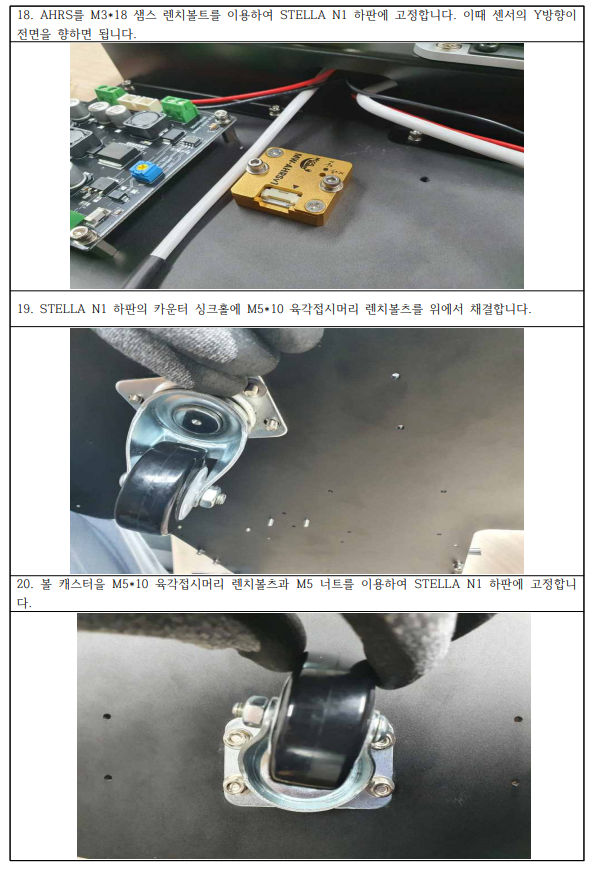 18. AHRS를 M3*18 샘스 렌치볼트를 이용하여 STELLA N1 하판에 고정합니다. 이때 센서의 Y방향이
전면을 향하면 됩니다.
MW-AHRSV1
19. STELLA N1 하판의 카운터 싱크홀에 M5*10 육각접시머리 렌치볼츠를 위에서 채결합니다.
20. 볼 캐스터을 M5*10 육각접시머리 렌치볼츠과 M5 너트를 이용하여 STELLA N1 하판에 고정합니
다.